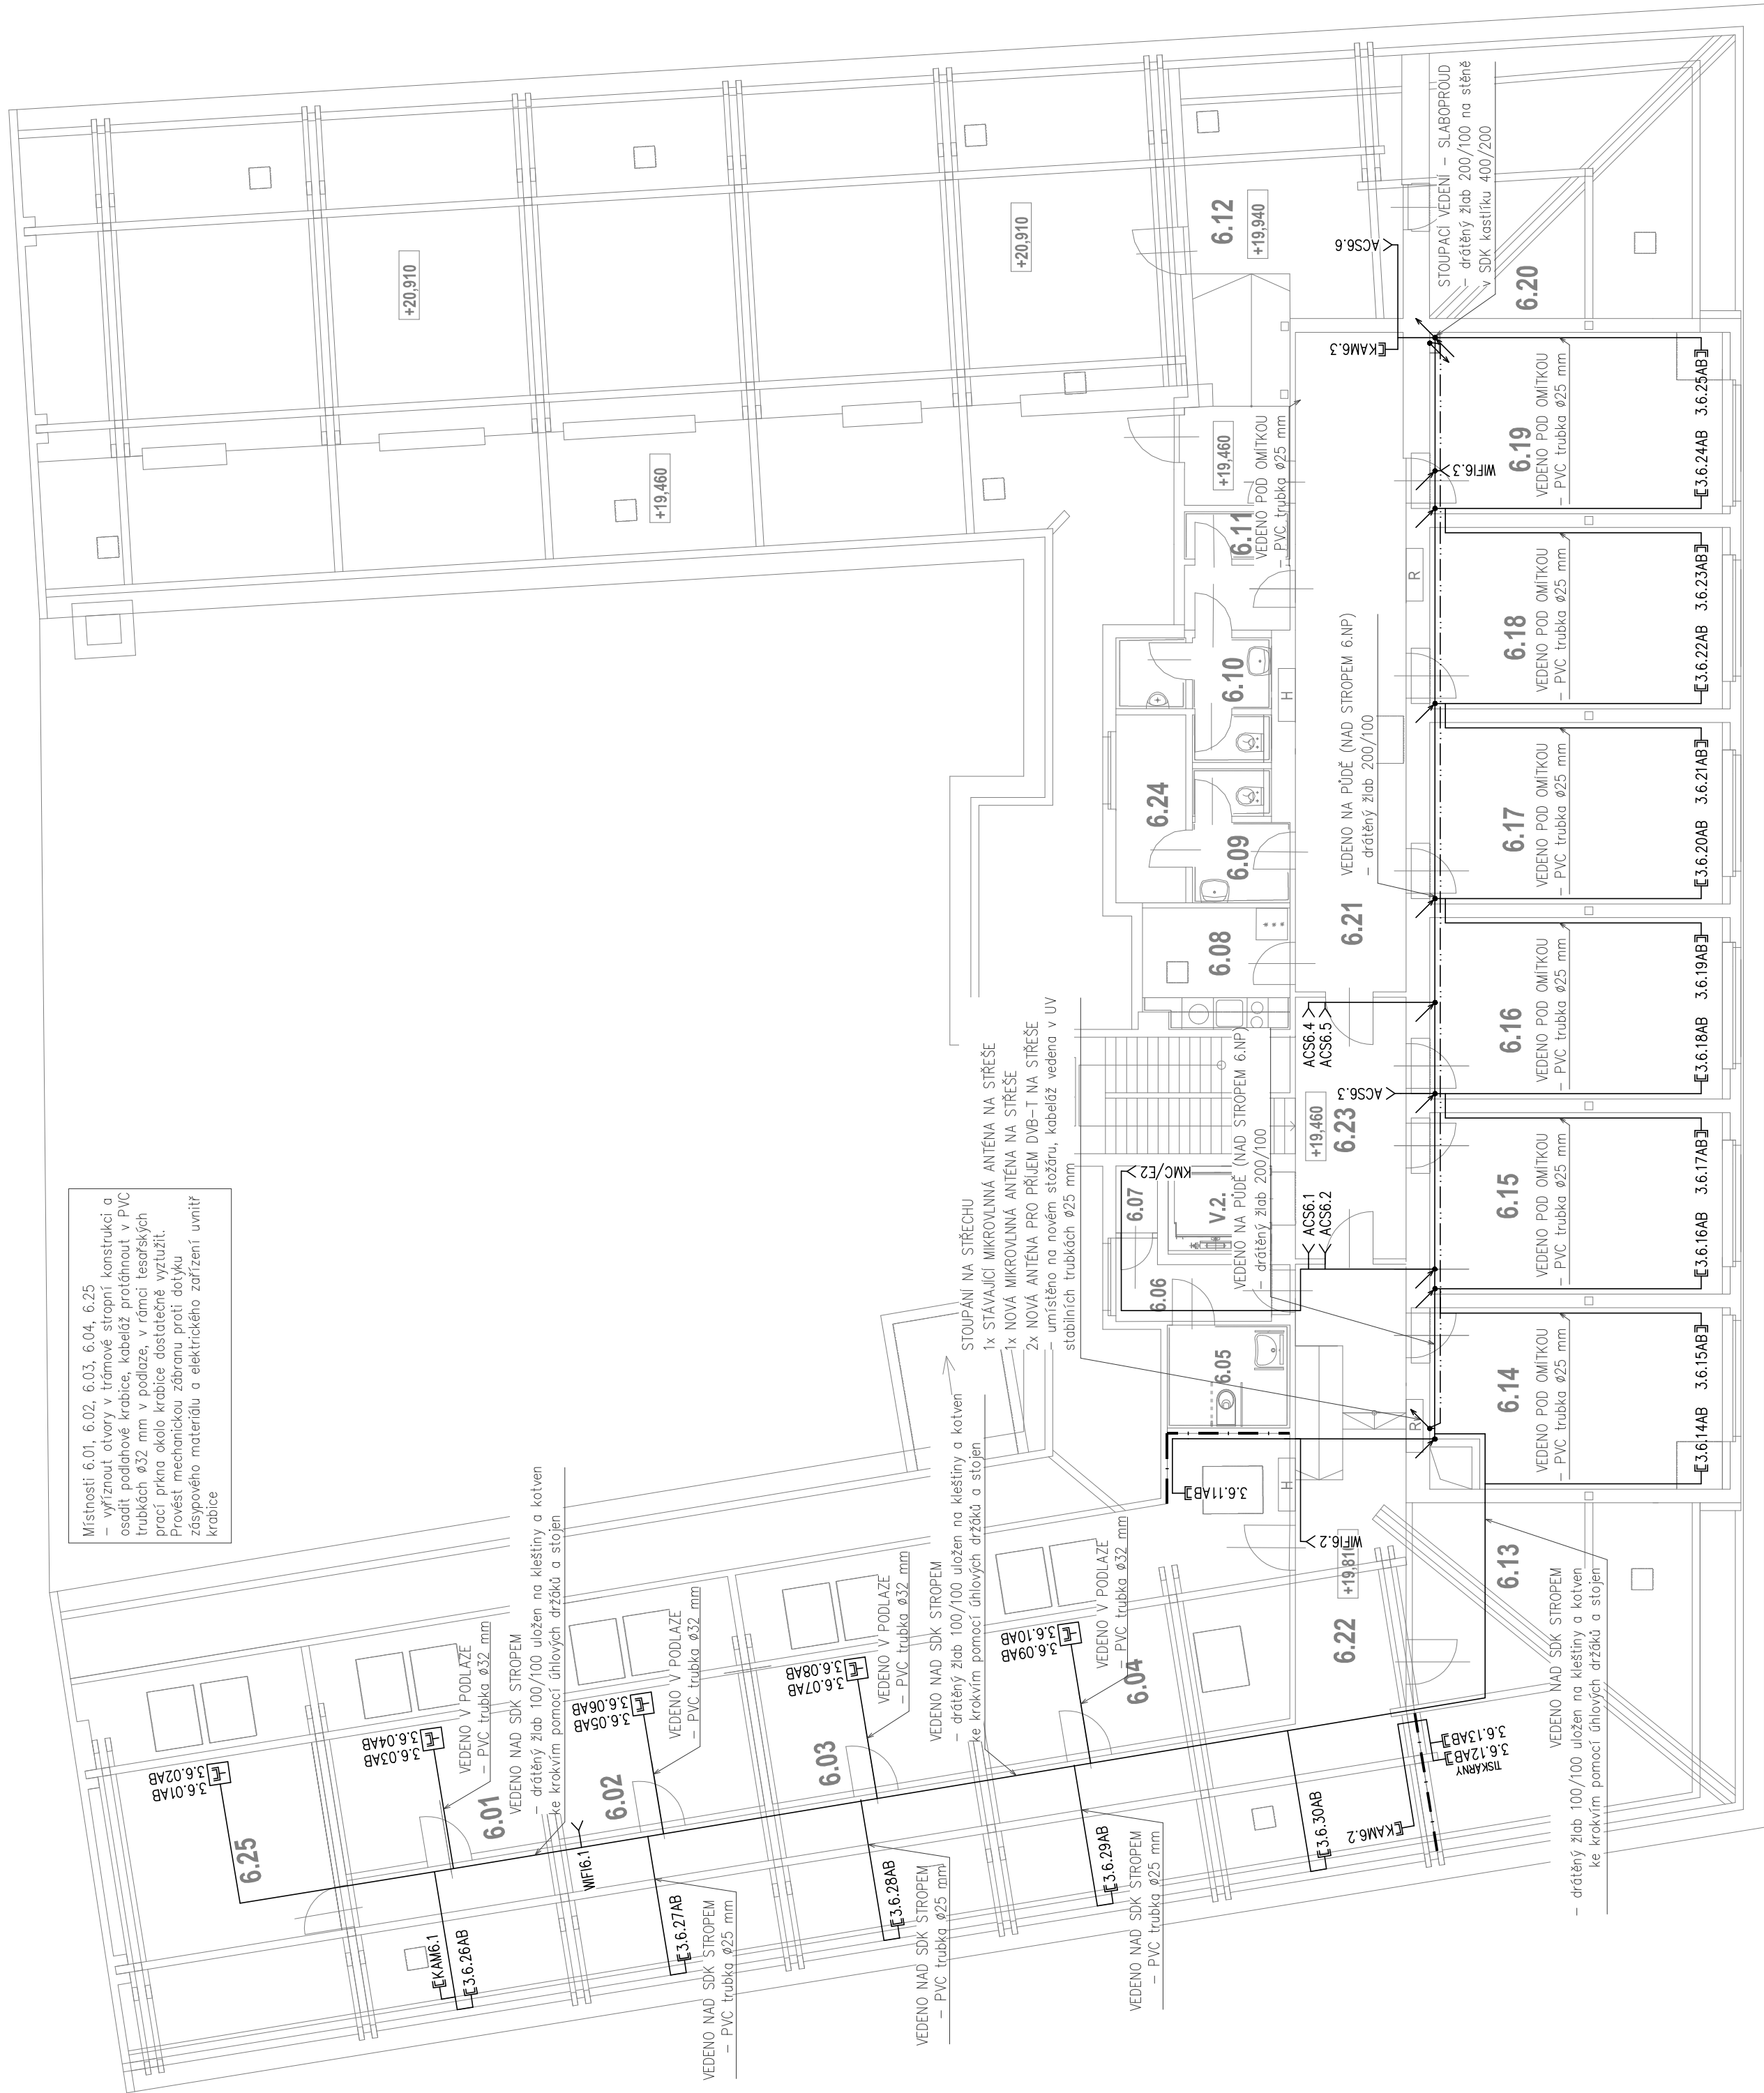 Místnosti 6.01, 6.02, 6.03, 6.04, 6.25
– vyříznout otvory v trámové stropní konstrukci a
osadit podlahové krabice, kabeláž protáhnout v PVC
trubkách ø32 mm v podlaze, v rámci tesařských
prací prkna okolo krabice dostatečně vyztužit.
Provést mechanickou zábranu proti dotyku
zásypového materiálu a elektrického zařízení uvnitř
krabice
+20,910
+19,460
+20,910
6.12
+19,940
+19,460
6.11
VEDENO POD OMÍTKOU
– PVC trubka ø25 mm
ACS6.6
KAM6.3
STOUPACÍ VEDENÍ – SLABOPROUD
– drátěný žlab 200/100 na stěně
v SDK kastlíku 400/200
6.20
6.10
6.24
6.09
6.08
H
R
6.21
VEDENO NA PŮDĚ (NAD STROPEM 6.NP)
– drátěný žlab 200/100
WIFI6.3
6.19
VEDENO POD OMÍTKOU
– PVC trubka ø25 mm
3.6.24AB
3.6.25AB
6.18
VEDENO POD OMÍTKOU
– PVC trubka ø25 mm
3.6.22AB
3.6.23AB
6.17
VEDENO POD OMÍTKOU
– PVC trubka ø25 mm
3.6.20AB
3.6.21AB
6.16
VEDENO POD OMÍTKOU
– PVC trubka ø25 mm
3.6.18AB
3.6.19AB
6.15
VEDENO POD OMÍTKOU
– PVC trubka ø25 mm
3.6.16AB
3.6.17AB
6.14
VEDENO POD OMÍTKOU
– PVC trubka ø25 mm
3.6.14AB
3.6.15AB
STOUPÁNÍ NA STŘECHU
1x STÁVAJÍCÍ MIKROVLNNÁ ANTÉNA NA STŘEŠE
1x NOVÁ MIKROVLNNÁ ANTÉNA NA STŘEŠE
2x NOVÁ ANTÉNA PRO PŘÍJEM DVB–T NA STŘEŠE
– umístěno na novém stožáru, kabeláž vedena v UV
stabilních trubkách ø25 mm
ACS6.4
ACS6.5
ACS6.3
+19,460
6.23
ACS6.1
ACS6.2
KMC/E2
6.07
V.2.
VEDENO NA PŮDĚ (NAD STROPEM 6.NP)
– drátěný žlab 200/100
6.06
6.05
R
H
3.6.11AB
WIFI6.2
+19,810
6.22
6.13
VEDENO NAD SDK STROPEM
– drátěný žlab 100/100 uložen na kleštiny a kotven
ke krokvím pomocí úhlových držáků a stojen
3.6.13AB
3.6.12AB
TISKÁRNY
KAM6.2
3.6.30AB
3.6.10AB
3.6.09AB
VEDENO V PODLAZE
– PVC trubka ø32 mm
6.04
VEDENO NAD SDK STROPEM
– drátěný žlab 100/100 uložen na kleštiny a kotven
ke krokvím pomocí úhlových držáků a stojen
3.6.29AB
VEDENO NAD SDK STROPEM
– PVC trubka ø25 mm
3.6.08AB
3.6.07AB
VEDENO V PODLAZE
– PVC trubka ø32 mm
6.03
3.6.28AB
VEDENO NAD SDK STROPEM
– PVC trubka ø25 mm
3.6.06AB
3.6.05AB
VEDENO V PODLAZE
– PVC trubka ø32 mm
6.02
3.6.27AB
VEDENO NAD SDK STROPEM
– PVC trubka ø25 mm
WIFI6.1
VEDENO NAD SDK STROPEM
– drátěný žlab 100/100 uložen na kleštiny a kotven
ke krokvím pomocí úhlových držáků a stojen
3.6.04AB
3.6.03AB
VEDENO V PODLAZE
– PVC trubka ø32 mm
6.01
3.6.02AB
3.6.01AB
6.25
KAM6.1
3.6.26AB